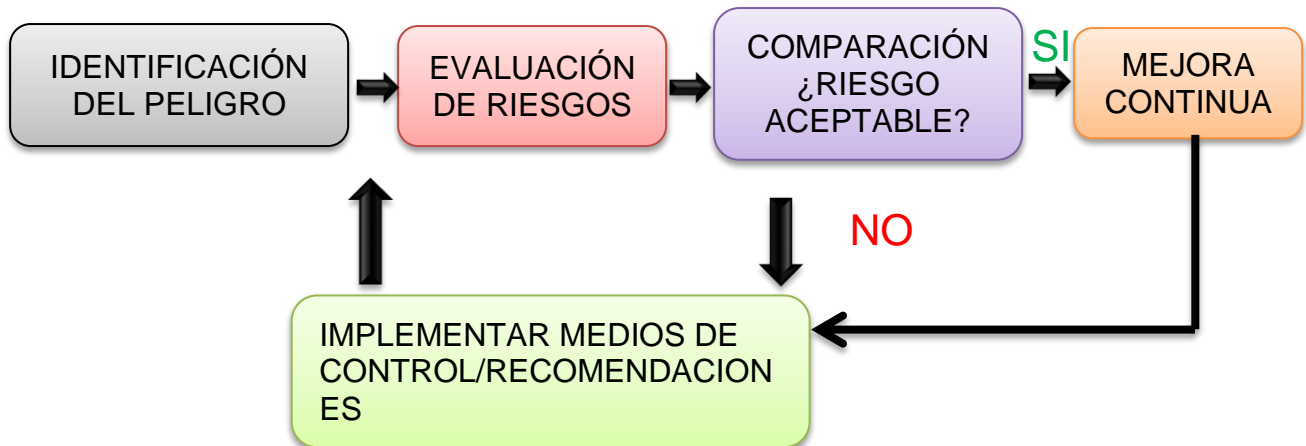 IDENTIFICACIÓN
DEL PELIGRO
EVALUACIÓN
DE RIESGOS
COMPARACIÓN
¿RIESGO
ACEPTABLE?
SI
MEJORA
CONTINUA
NO
IMPLEMENTAR MEDIOS DE
CONTROL/RECOMENDACION
ES